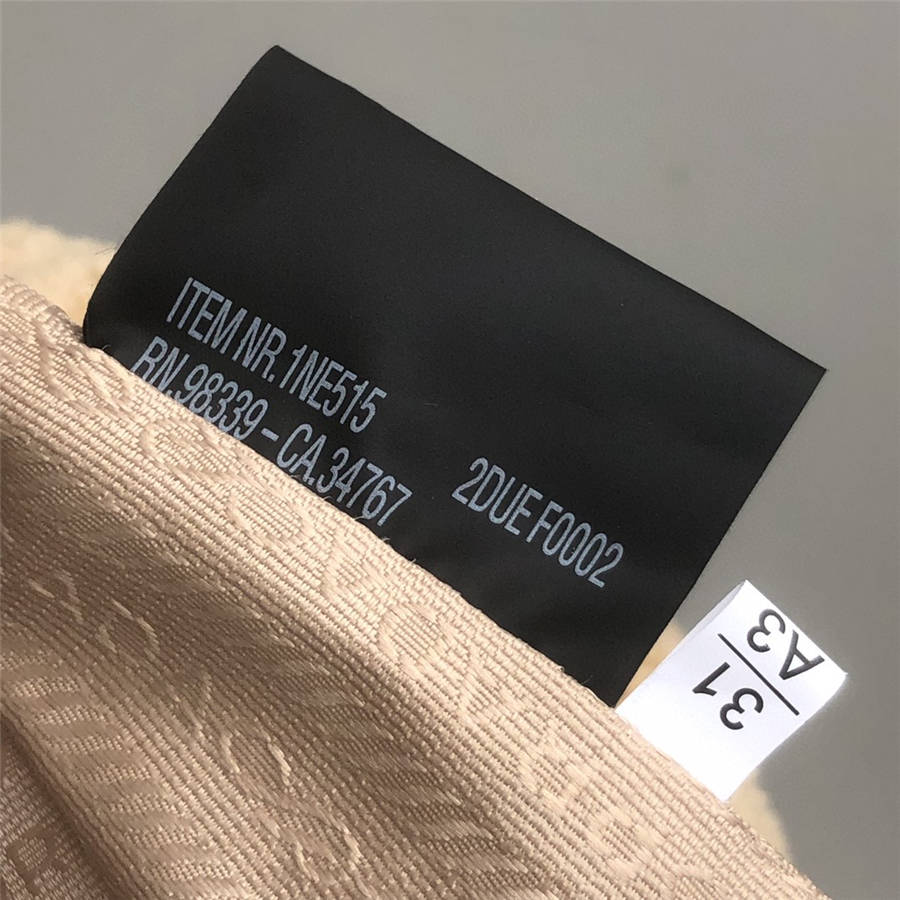 ITEM NR. 1NE515
RN.98339 - CA.34767
2DUE F0002
31
A3